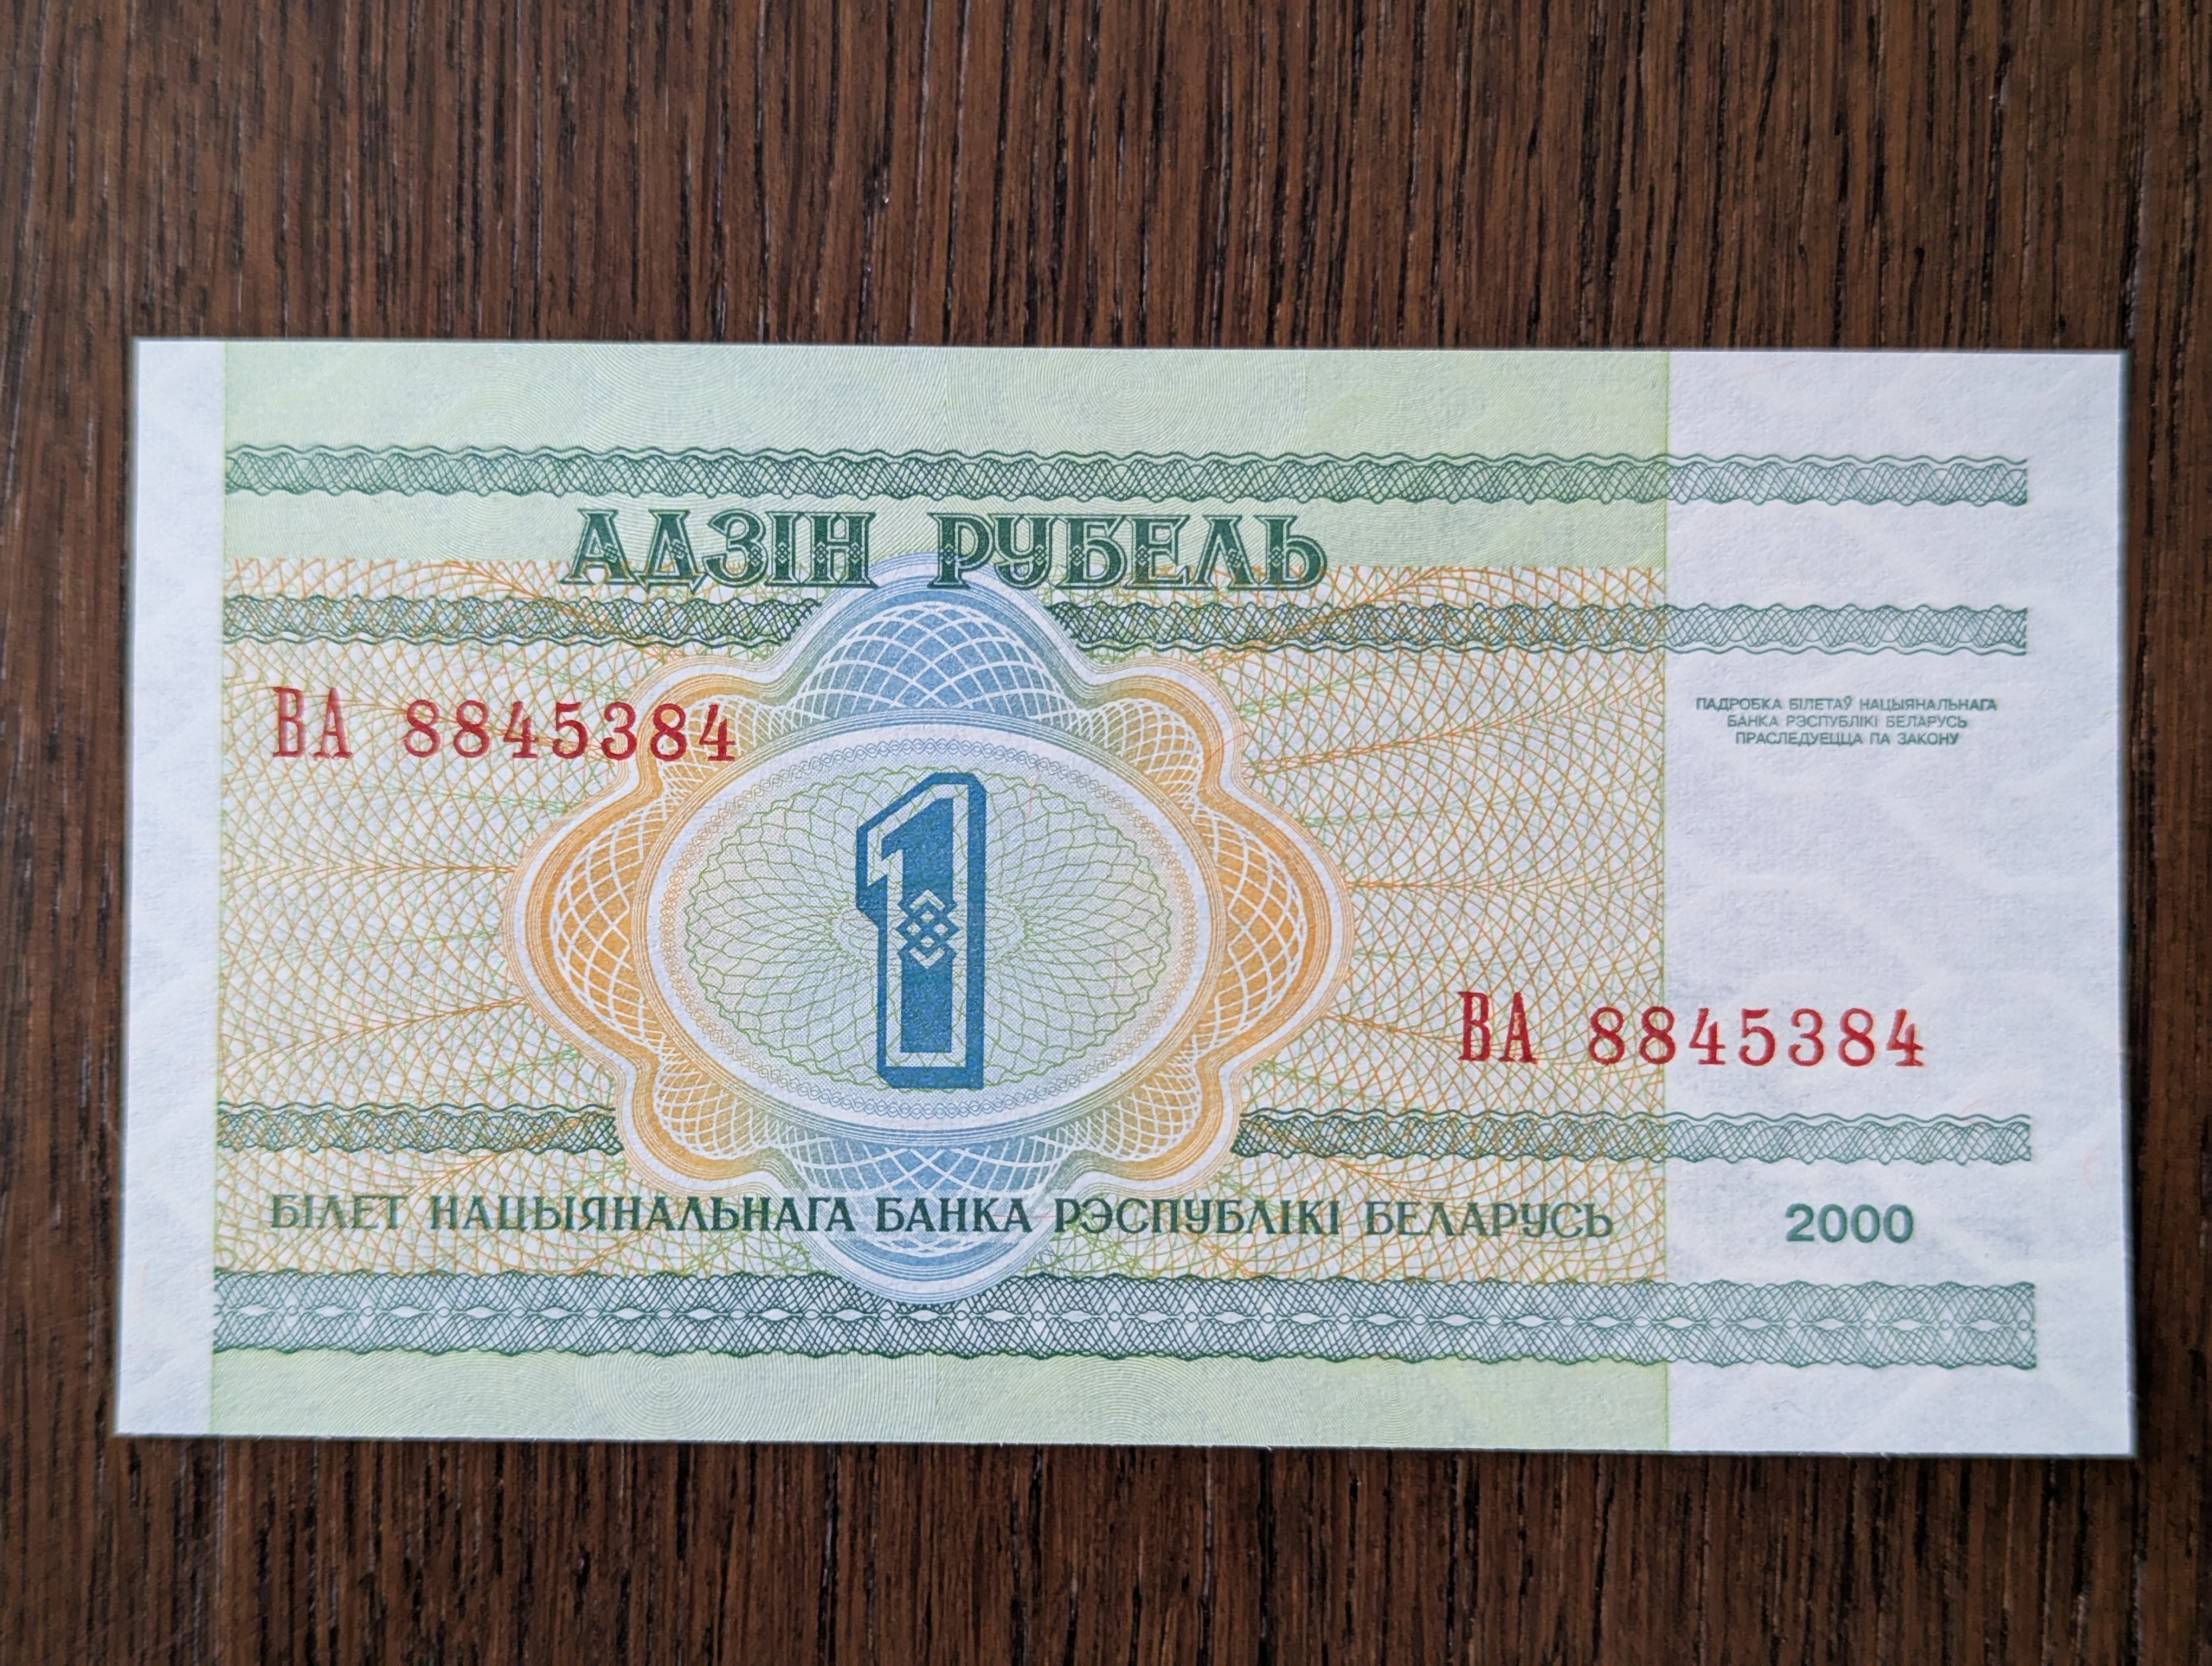 АДЗІН РУБЕЛЬ
ВА 8845384
ПАДРОБКА БІЛЕТАЎ НАЦЫЯНАЛЬНАГА
БАНКА РЭСПУБЛІКІ БЕЛАРУСЬ
ПРАСЛЕДУЕЦЦА ПА ЗАКОНУ
1
ВА 8845384
БІЛЕТ НАЦЫЯНАЛЬНАГА БАНКА РЭСПУБЛІКІ БЕЛАРУСЬ
2000